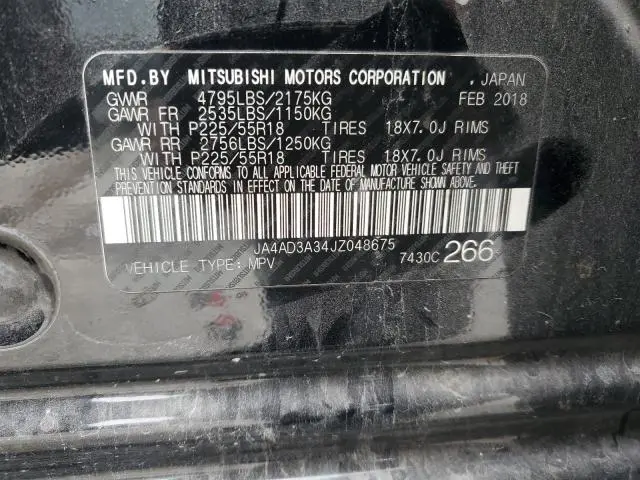 MFD.BY MITSUBISHI MOTORS CORPORATION. JAPAN
GVWR 4795LBS/2175KG FEB 2018
GAWR FR 2535LBS/1150KG
WITH P225/55R18 TIRES 18X7.0J RIMS
GAWR RR 2756LBS/1250KG
WITH P225/55R18 TIRES 18X7.0J RIMS
THIS VEHICLE CONFORMS TO ALL APPLICABLE FEDERAL MOTOR VEHICLE SAFETY AND THEFT
PREVENTION STANDARDS IN EFFECT ON THE DATE OF MANUFACTURE SHOWN ABOVE.
JA4AD3A34JZ048675
VEHICLE TYPE: MPV 7430C 266